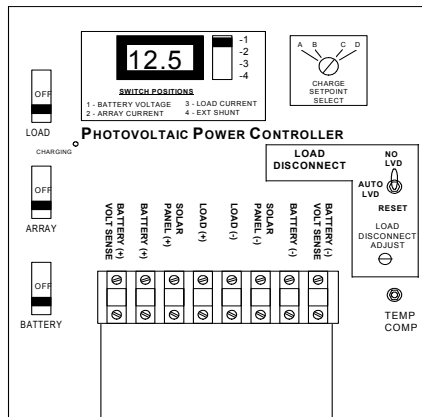 12.5
-1
-2
-3
-4
SWITCH POSITIONS
1 - BATTERY VOLTAGE
2 - ARRAY CURRENT
3 - LOAD CURRENT
4 - EXT SHUNT
A B C D
CHARGE
SETPOINT
SELECT
OFF
LOAD
PHOTOVOLTAIC POWER CONTROLLER
CHARGING
OFF
ARRAY
OFF
BATTERY
LOAD
DISCONNECT
NO
LVD
AUTO
LVD
RESET
LOAD
DISCONNECT
ADJUST
BATTERY (+)
VOLT SENSE
BATTERY (+)
SOLAR
PANEL (+)
LOAD (+)
LOAD (-)
SOLAR
PANEL (-)
BATTERY (-)
BATTERY (-)
VOLT SENSE
TEMP
COMP